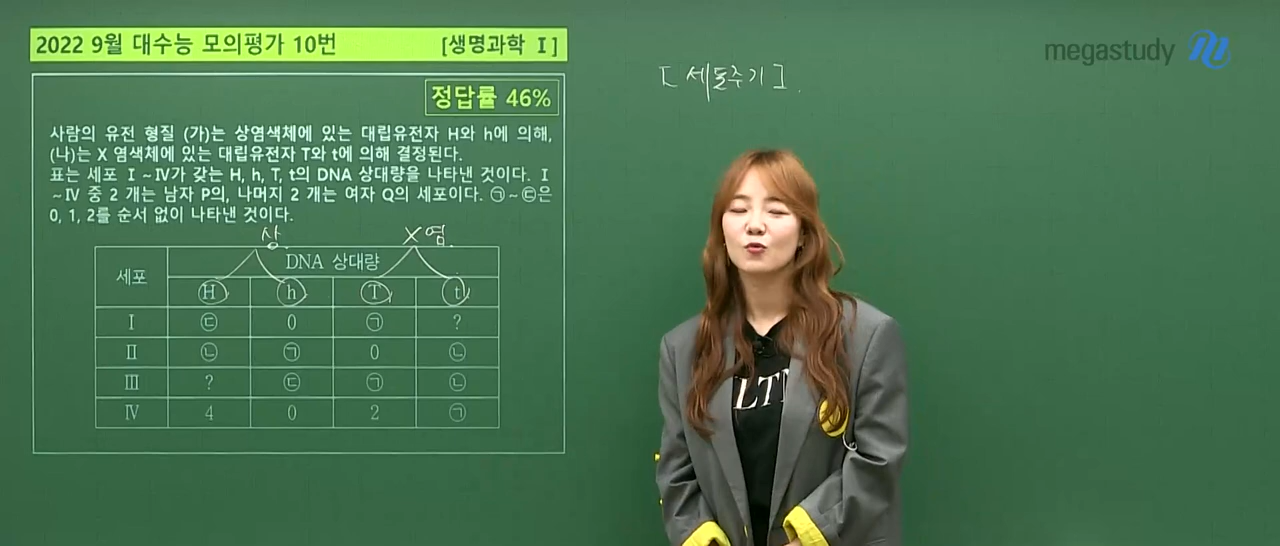 2022 9월 대수능 모의평가 10번 [생명과학 Ⅰ]
정답률 46%
사람의 유전 형질 (가)는 상염색체에 있는 대립유전자 H와 h에 의해,
(나)는 X 염색체에 있는 대립유전자 T와 t에 의해 결정된다.
표는 세포 Ⅰ~Ⅳ가 갖는 H, h, T, t의 DNA 상대량을 나타낸 것이다. Ⅰ
~Ⅳ 중 2 개는 남자 P의, 나머지 2 개는 여자 Q의 세포이다. ㉠~㉢은
0, 1, 2를 순서 없이 나타낸 것이다.
상 X염
세포 DNA 상대량
H h T t
Ⅰ ㉢ 0 ㉠ ?
Ⅱ ㉡ ㉠ 0 ㉡
Ⅲ ? ㉢ ㉠ ㉡
Ⅳ 4 0 2 ㉠
[세포주기]
megastudy
LTM